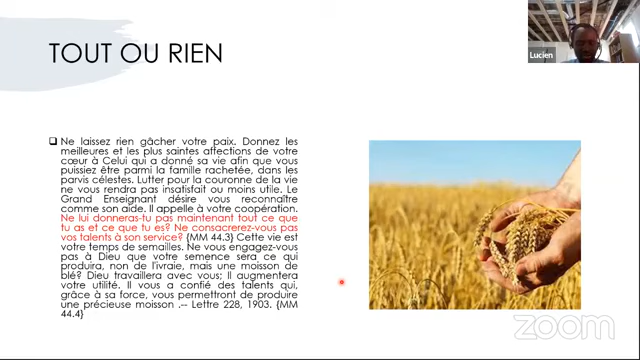 TOUT OU RIEN
Lucien
Ne laissez rien gâcher votre paix. Donnez les
meilleures et les plus saintes affections de votre
cœur à Celui qui a donné sa vie afin que vous
puissiez être parmi la famille rachetée, dans les
parvis célestes. Lutter pour la couronne de la vie
ne vous rendra pas insatisfait ou moins utile. Le
Grand Enseignant désire vous reconnaître
comme son aide. Il appelle à votre coopération.
Ne lui donneras-tu pas maintenant tout ce que
tu as et ce que tu es? Ne consacrerez-vous pas
vos talents à son service? {MM 44.3} Cette vie est
votre temps de semailles. Ne vous engagez-vous
pas à Dieu que votre semence sera ce qui
produira, non de l'ivraie, mais une moisson de
blé? Dieu travaillera avec vous; Il augmentera
votre utilité. Il vous a confié des talents qui,
grâce à sa force, vous permettront de produire
une précieuse moisson .-- Lettre 228, 1903. {MM
44.4}
zoom